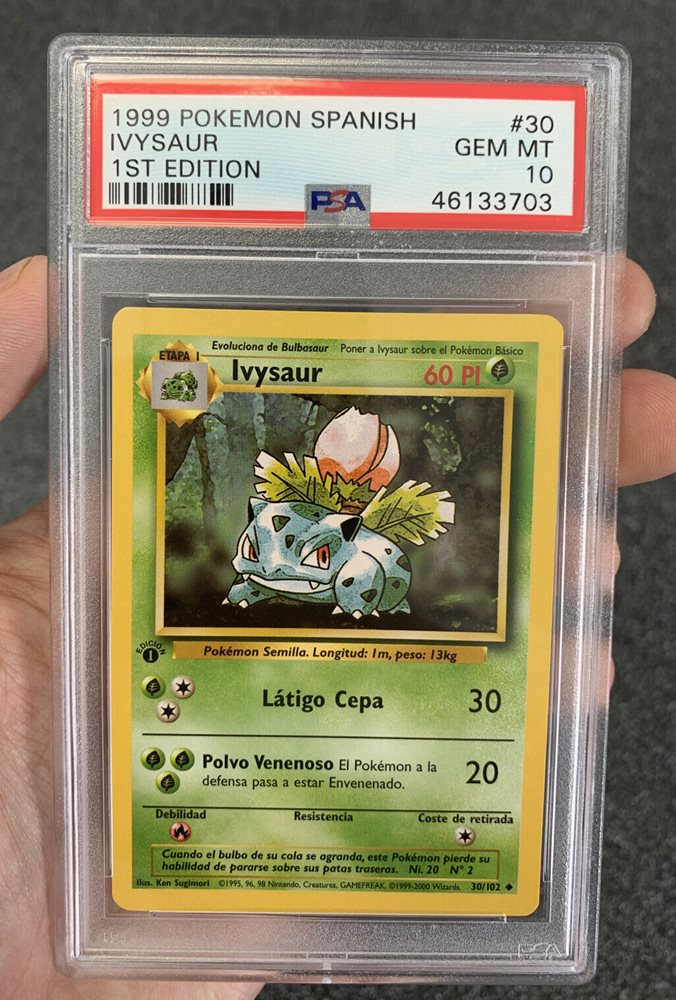 1999 POKEMON SPANISH #30
IVYSAUR GEM MT
1ST EDITION 10
PSA 46133703
ETAPA 1 Evoluciona de Bulbasaur Poner a Ivysaur sobre el Pokémon Básico
Ivysaur 60 PI
EDICIÓN 1
Pokémon Semilla. Longitud: 1m, peso: 13kg
Látigo Cepa 30
Polvo Venenoso El Pokémon a la
defensa pasa a estar Envenenado. 20
Debilidad Resistencia Coste de retirada
Cuando el bulbo de su cola se agranda, este Pokémon pierde su
habilidad de pararse sobre sus patas traseras. Ni. 20 Nº 2
Ilus. Ken Sugimori ©1995, 96, 98 Nintendo, Creatures, GAMEFREAK. ©1999-2000 Wizards. 30/102
PSA